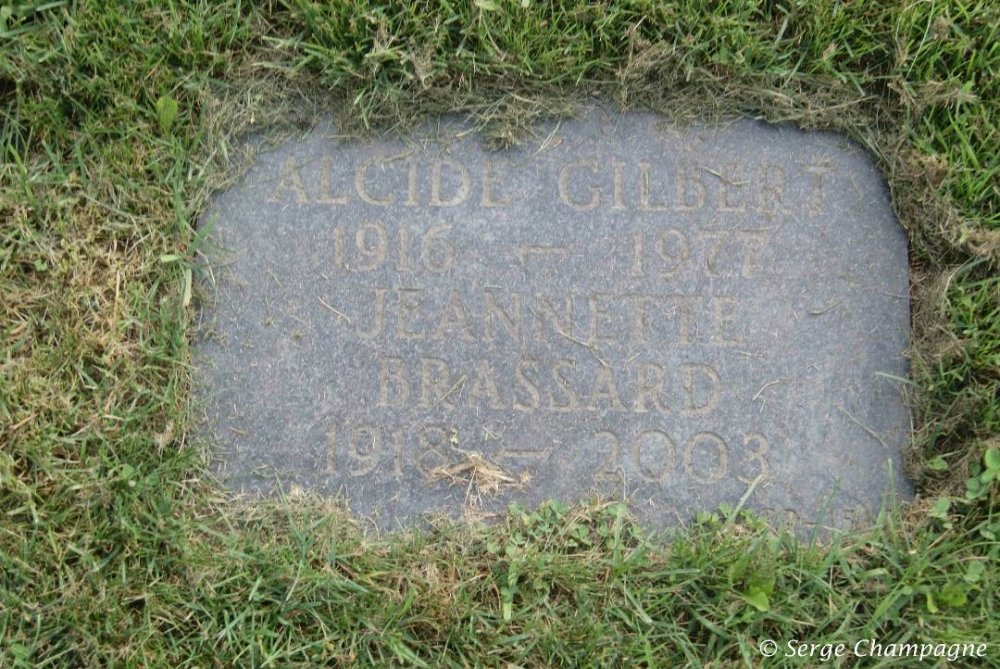 ALCIDE GILBERT
1916 — 1977
JEANNETTE
BRASSARD
1918 — 2003
© Serge Champagne